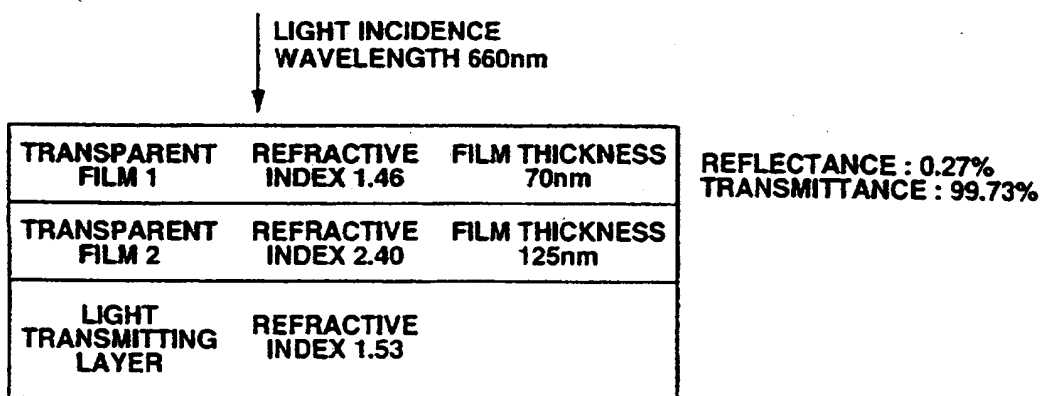 LIGHT INCIDENCE
WAVELENGTH 660nm
TRANSPARENT FILM 1 REFRACTIVE INDEX 1.46 FILM THICKNESS 70nm
REFLECTANCE : 0.27%
TRANSMITTANCE : 99.73%
TRANSPARENT FILM 2 REFRACTIVE INDEX 2.40 FILM THICKNESS 125nm
LIGHT TRANSMITTING LAYER REFRACTIVE INDEX 1.53